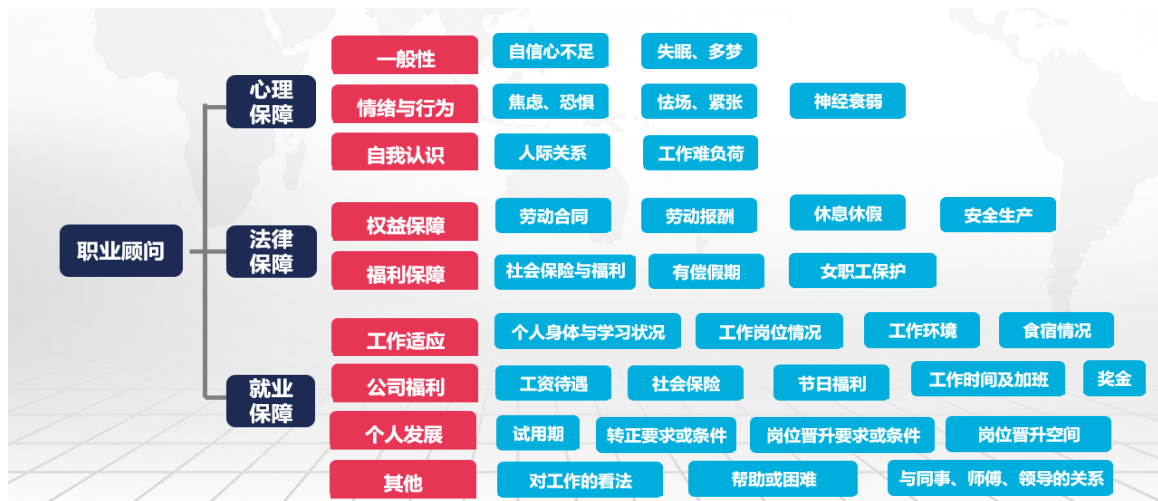 职业顾问
心理
保障
一般性
自信心不足
失眠、多梦
情绪与行为
焦虑、恐惧
怯场、紧张
神经衰弱
自我认识
人际关系
工作难负荷
法律
保障
权益保障
劳动合同
劳动报酬
休息休假
安全生产
福利保障
社会保险与福利
有偿假期
女职工保护
就业
保障
工作适应
个人身体与学习状况
工作岗位情况
工作环境
食宿情况
公司福利
工资待遇
社会保险
节日福利
工作时间及加班
奖金
个人发展
试用期
转正要求或条件
岗位晋升要求或条件
岗位晋升空间
其他
对工作的看法
帮助或困难
与同事、师傅、领导的关系